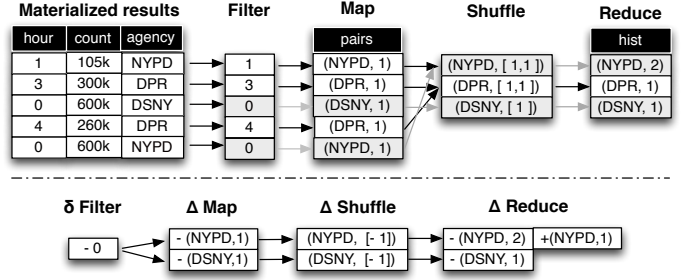 Materialized results Filter Map Shuffle Reduce
hour count agency pairs hist
1 105k NYPD 1 (NYPD, 1) (NYPD, [ 1,1 ]) (NYPD, 2)
3 300k DPR 3 (DPR, 1) (DPR, [ 1,1 ]) (DPR, 1)
0 600k DSNY 0 (DSNY, 1) (DSNY, [ 1 ]) (DSNY, 1)
4 260k DPR 4 (DPR, 1)
0 600k NYPD 0 (NYPD, 1)
δ Filter Δ Map Δ Shuffle Δ Reduce
- 0 - (NYPD,1) (NYPD, [- 1]) - (NYPD, 2) +(NYPD,1)
- (DSNY,1) (DSNY, [-1]) - (DSNY, 1)